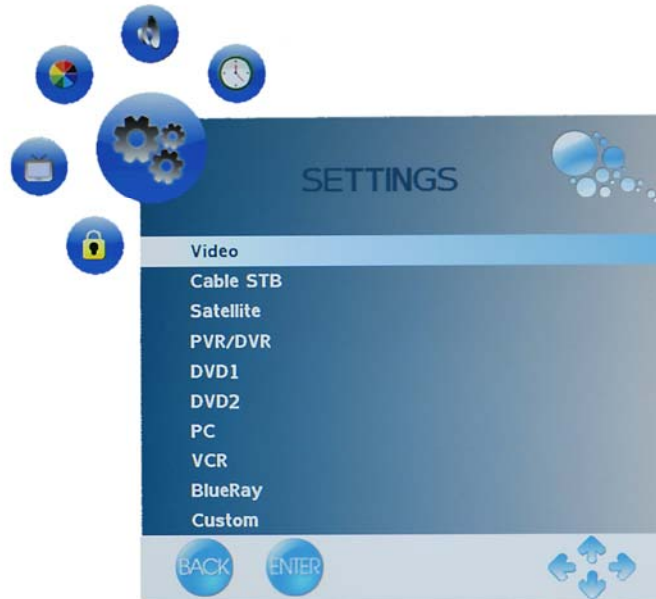 SETTINGS
Video
Cable STB
Satellite
PVR/DVR
DVD1
DVD2
PC
VCR
BlueRay
Custom
BACK ENTER